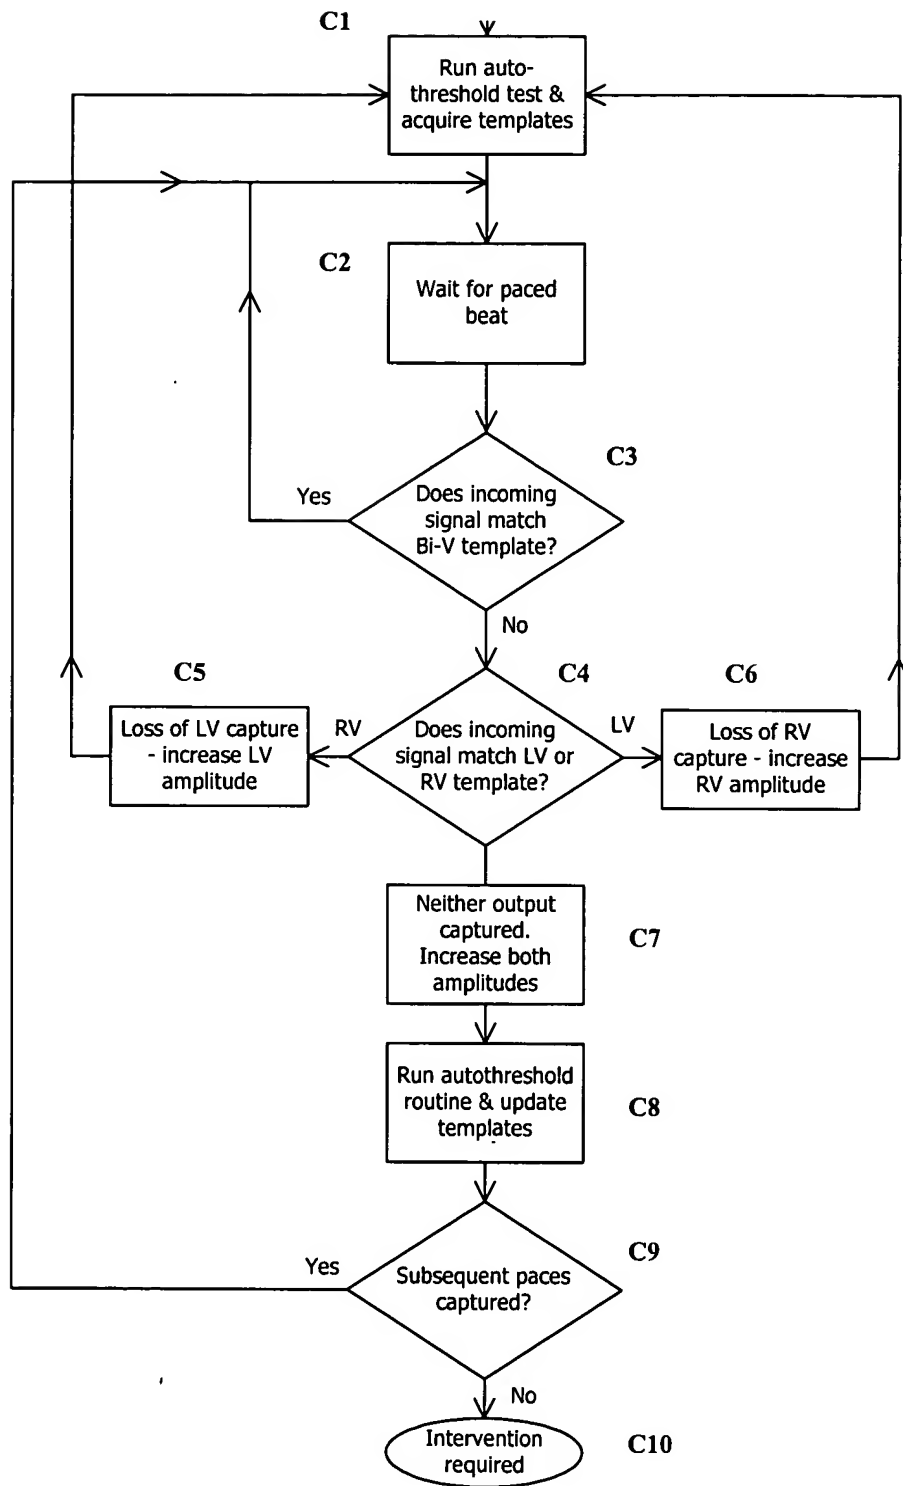 C1
Run auto-
threshold test &
acquire templates
C2
Wait for paced
beat
C3
Yes
Does incoming
signal match
Bi-V template?
No
C5
C4
C6
Loss of LV capture
- increase LV
amplitude
RV
Does incoming
signal match LV or
RV template?
LV
Loss of RV
capture - increase
RV amplitude
Neither output
captured.
Increase both
amplitudes
C7
Run autothreshold
routine & update
templates
C8
C9
Yes
Subsequent paces
captured?
No
Intervention
required
C10